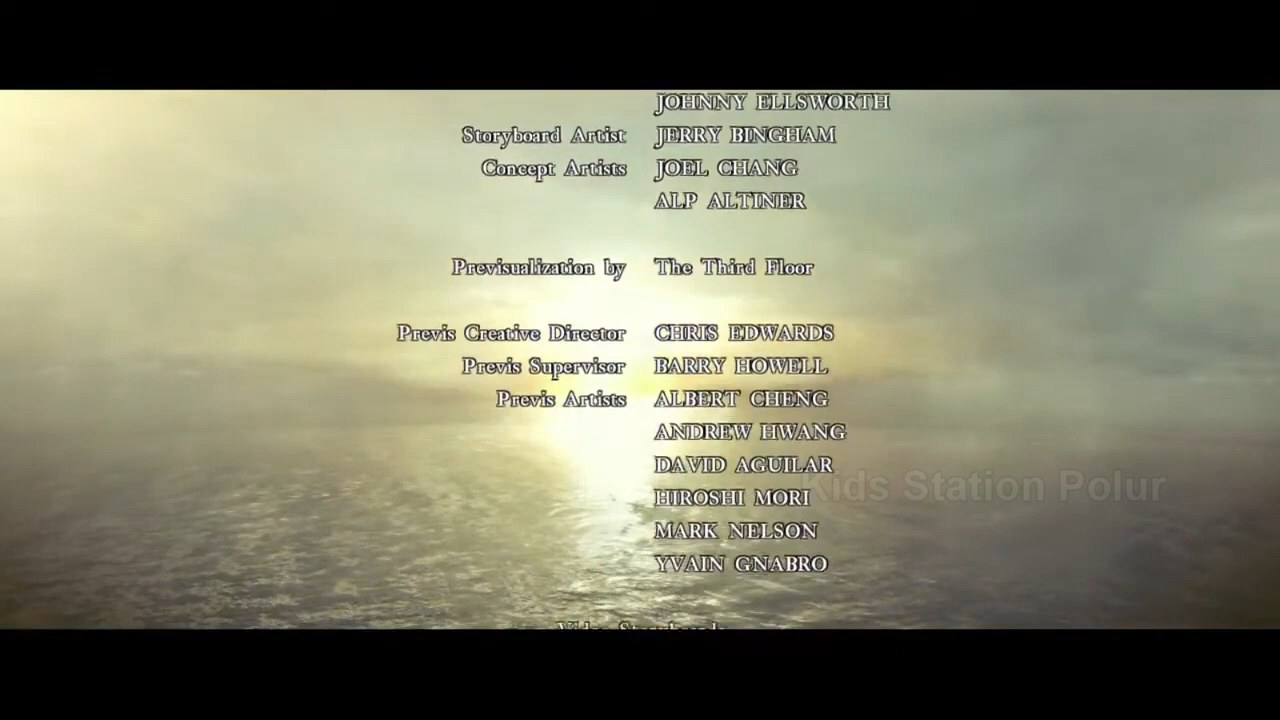 JOHNNY ELLSWORTH
Storyboard Artist JERRY BINGHAM
Concept Artists JOEL CHANG
ALP ALTINER
Previsualization by The Third Floor
Previs Creative Director CHRIS EDWARDS
Previs Supervisor BARRY HOWELL
Previs Artists ALBERT CHENG
ANDREW HWANG
DAVID AGUILAR
Kids Station Polur
HIROSHI MORI
MARK NELSON
YVAIN GNABRO